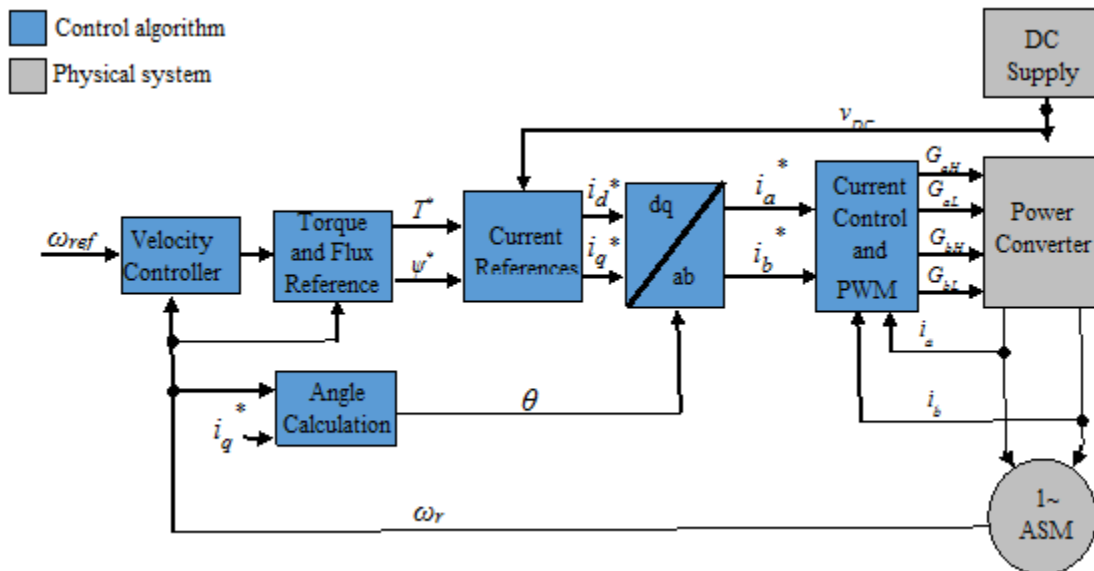 Control algorithm
Physical system
DC
Supply
v_DC
ω_ref
Velocity
Controller
Torque
and Flux
Reference
T*
ψ*
Current
References
i_d*
i_q*
dq
ab
i_a*
i_b*
Current
Control
and
PWM
G_aH
G_aL
G_bH
G_bL
Power
Converter
i_a
i_b
Angle
Calculation
i_q*
θ
ω_r
1~
ASM